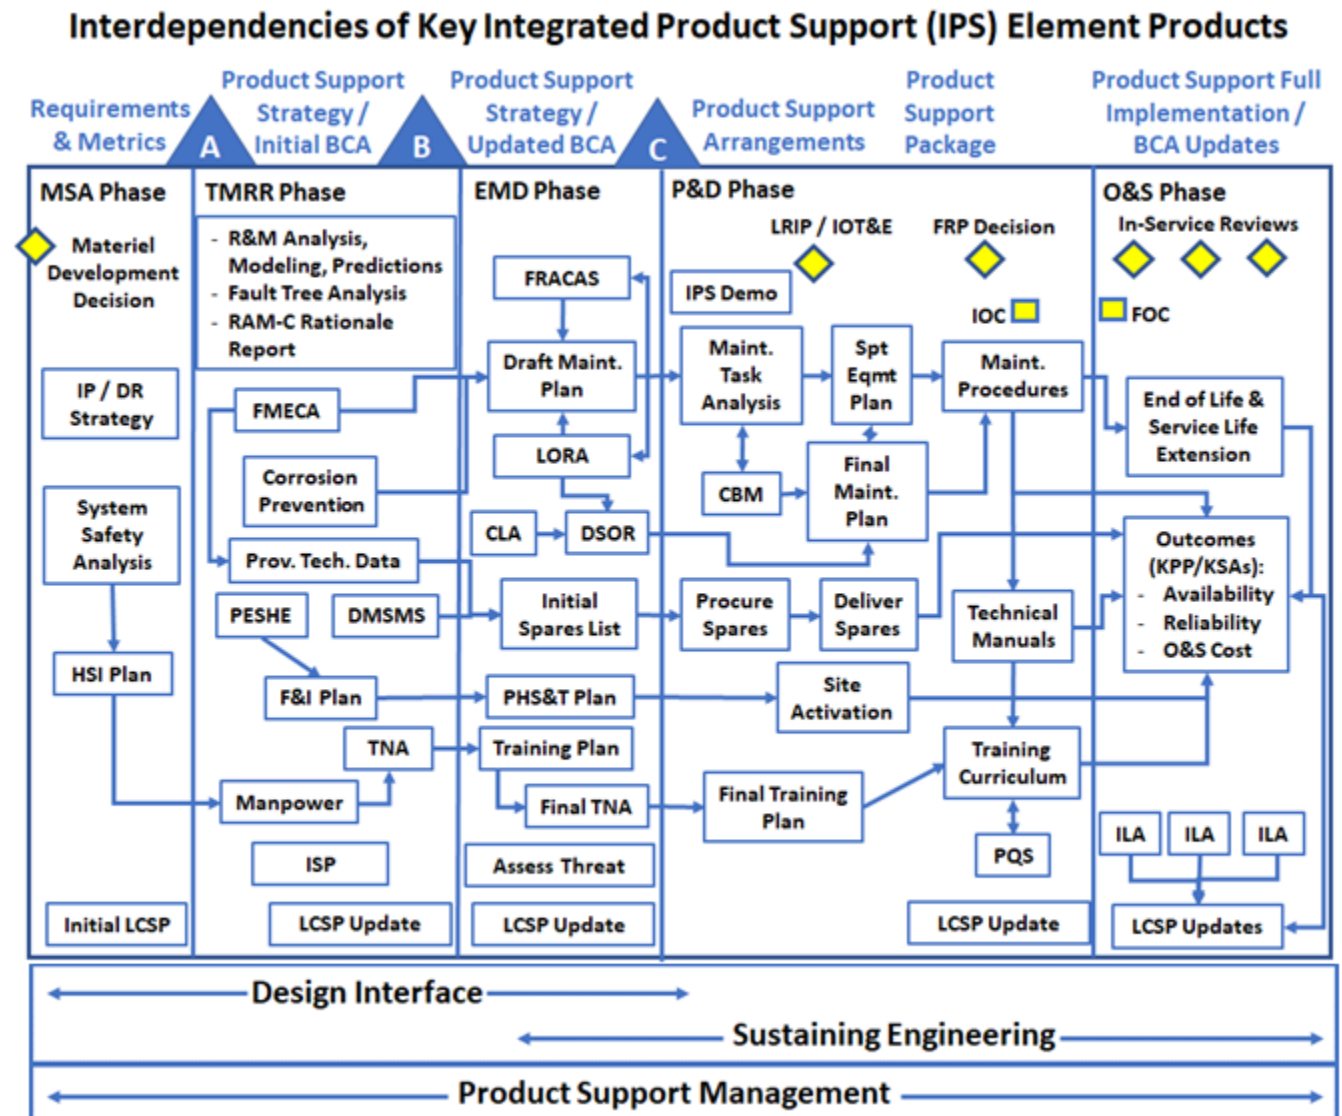 Interdependencies of Key Integrated Product Support (IPS) Element Products
Requirements
& Metrics
A
Product Support
Strategy /
Initial BCA
B
Product Support
Strategy /
Updated BCA
C
Product Support
Arrangements
Product
Support
Package
Product Support Full
Implementation /
BCA Updates
MSA Phase
Materiel
Development
Decision
IP / DR
Strategy
System
Safety
Analysis
HSI Plan
Initial LCSP
TMRR Phase
- R&M Analysis,
Modeling, Predictions
- Fault Tree Analysis
- RAM-C Rationale
Report
FMECA
Corrosion
Prevention
Prov. Tech. Data
PESHE
DMSMS
F&I Plan
TNA
Manpower
ISP
LCSP Update
EMD Phase
FRACAS
Draft Maint.
Plan
LORA
CLA
DSOR
Initial
Spares List
PHS&T Plan
Training Plan
Final TNA
Assess Threat
LCSP Update
P&D Phase
LRIP / IOT&E
FRP Decision
IPS Demo
IOC
Maint.
Task
Analysis
Spt
Eqmt
Plan
Maint.
Procedures
CBM
Final
Maint.
Plan
Procure
Spares
Deliver
Spares
Technical
Manuals
Site
Activation
Training
Curriculum
Final Training
Plan
PQS
LCSP Update
O&S Phase
In-Service Reviews
FOC
End of Life &
Service Life
Extension
Outcomes
(KPP/KSAs):
- Availability
- Reliability
- O&S Cost
ILA
ILA
ILA
LCSP Updates
Design Interface
Sustaining Engineering
Product Support Management